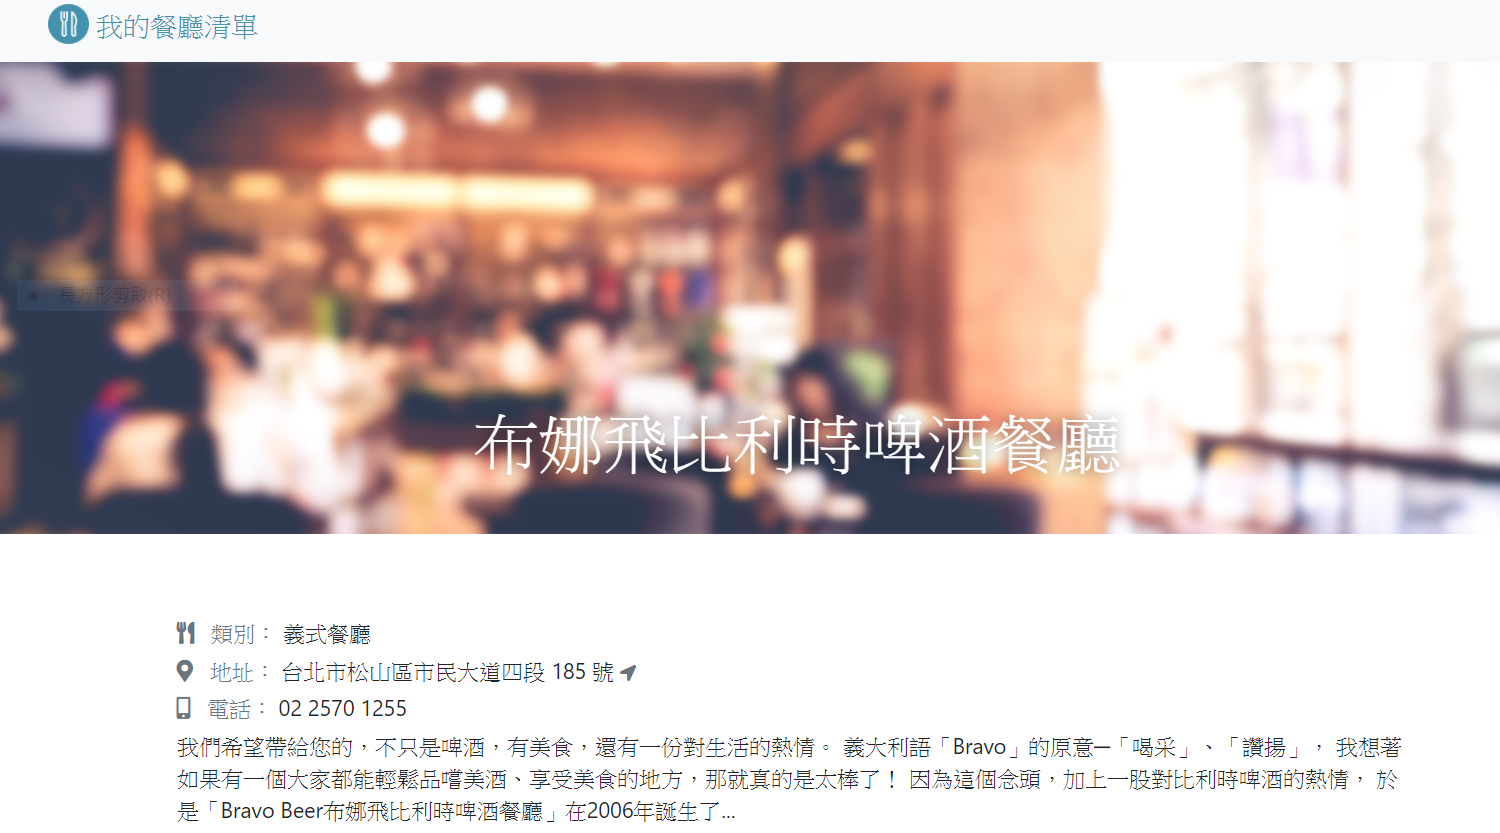 我的餐廳清單
長方形剪取(R)
布娜飛比利時啤酒餐廳
類別： 義式餐廳
地址： 台北市松山區市民大道四段 185 號
電話： 02 2570 1255
我們希望帶給您的，不只是啤酒，有美食，還有一份對生活的熱情。 義大利語「Bravo」的原意─「喝采」、「讚揚」， 我想著
如果有一個大家都能輕鬆品嚐美酒、享受美食的地方，那就真的是太棒了！ 因為這個念頭，加上一股對比利時啤酒的熱情， 於
是「Bravo Beer布娜飛比利時啤酒餐廳」在2006年誕生了...